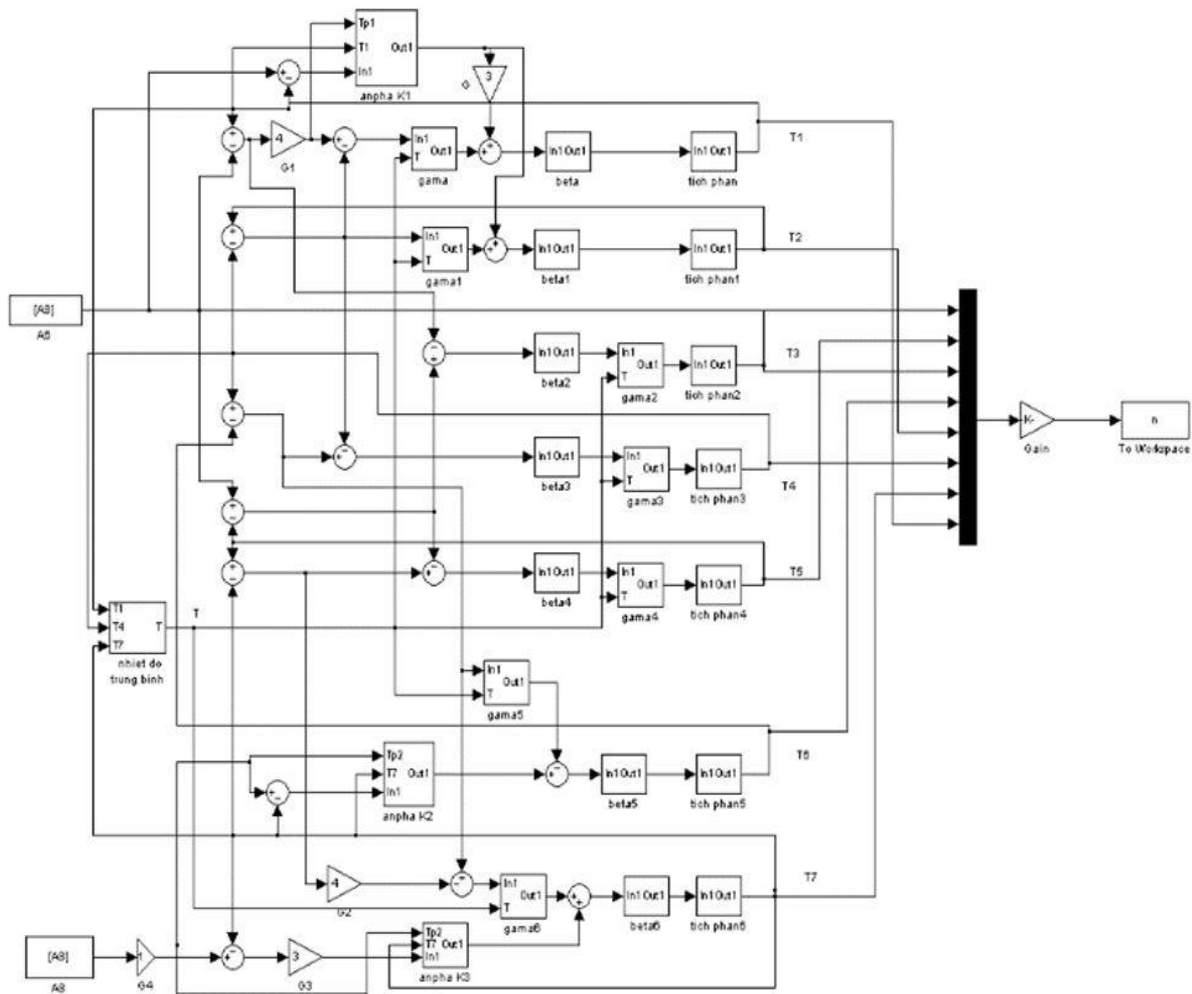 Tp1
T1 Out1
In1
anpha K1
3
G
4
G1
In1
Out1
T
gama
In1 Out1
beta
In1 Out1
tich phan
T1
In1
Out1
T
gama1
In1 Out1
beta1
In1 Out1
tich phan1
T2
[A9]
In1 Out1
beta2
In1
Out1
T
gama2
In1 Out1
tich phan2
T3
In1 Out1
beta3
In1
Out1
T
gama3
In1 Out1
tich phan3
T4
K-
Gain
n
To Workspace
In1 Out1
beta4
In1
Out1
T
gama4
In1 Out1
tich phan4
T5
T1
T4 T
T7
nhiet do
trung binh
T
In1
Out1
T
gama5
Tp2
T7 Out1
In1
anpha K2
In1 Out1
beta5
In1 Out1
tich phan5
T6
4
G2
In1
Out1
T
gama6
In1 Out1
beta6
In1 Out1
tich phan6
T7
[A9]
1
G4
3
G3
Tp2
T7 Out1
In1
anpha K3